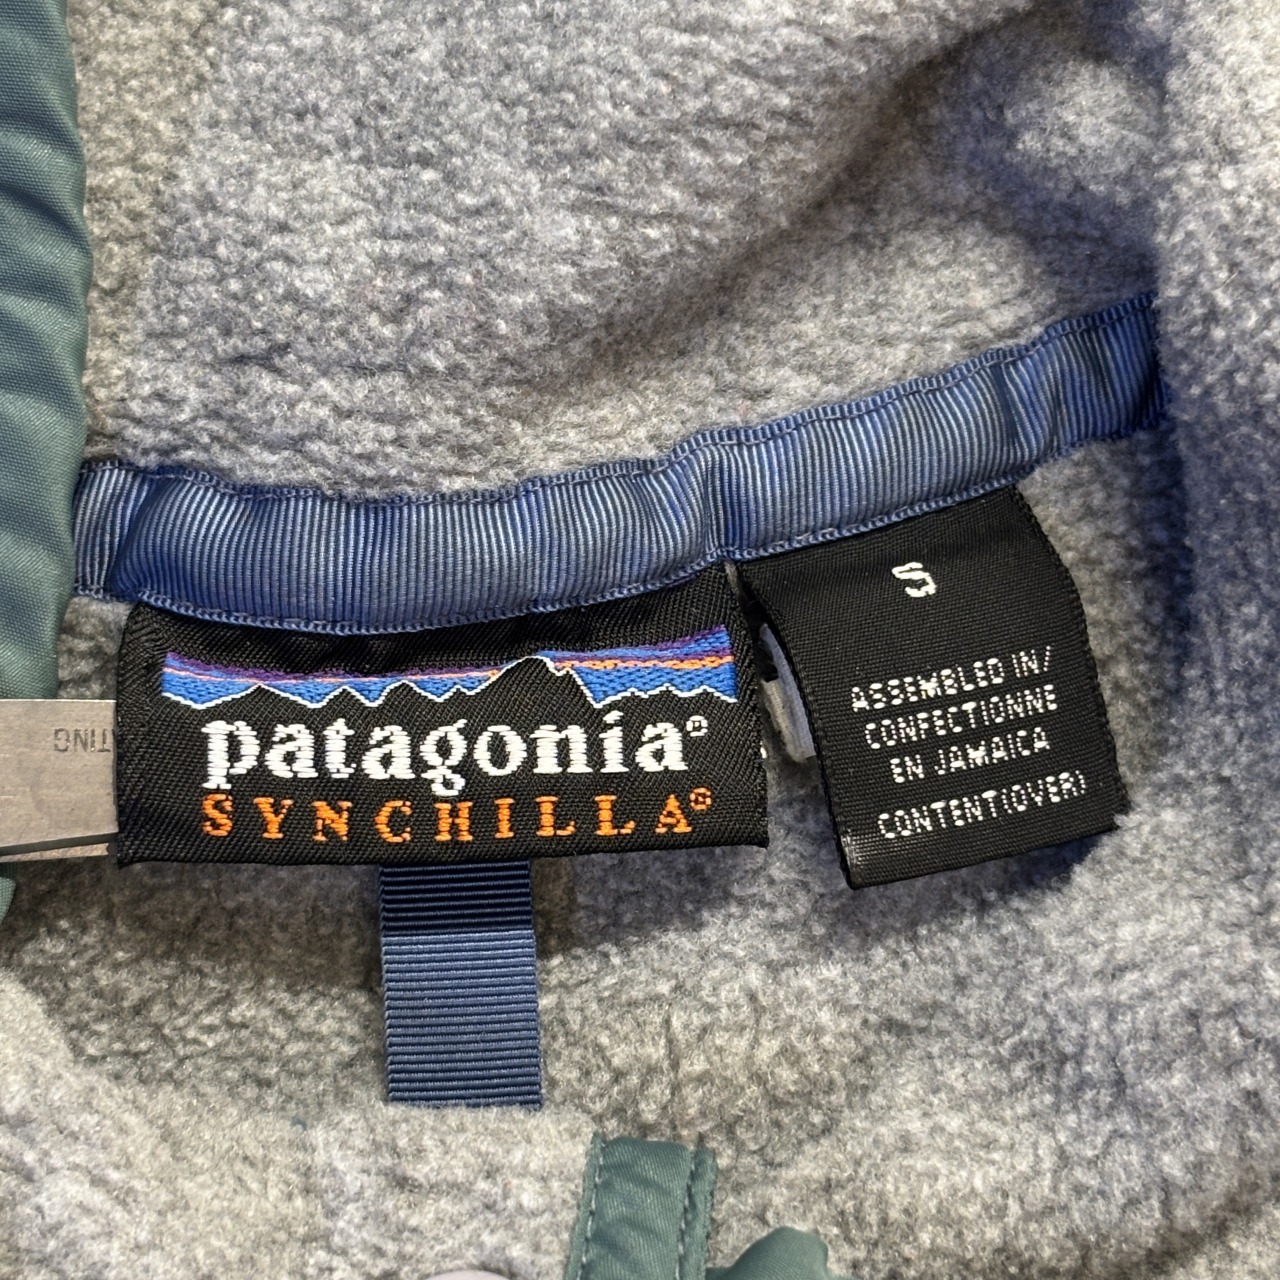 patagonia®
SYNCHILLA®
S
ASSEMBLED IN/
CONFECTIONNE
EN JAMAICA
CONTENT(OVER)